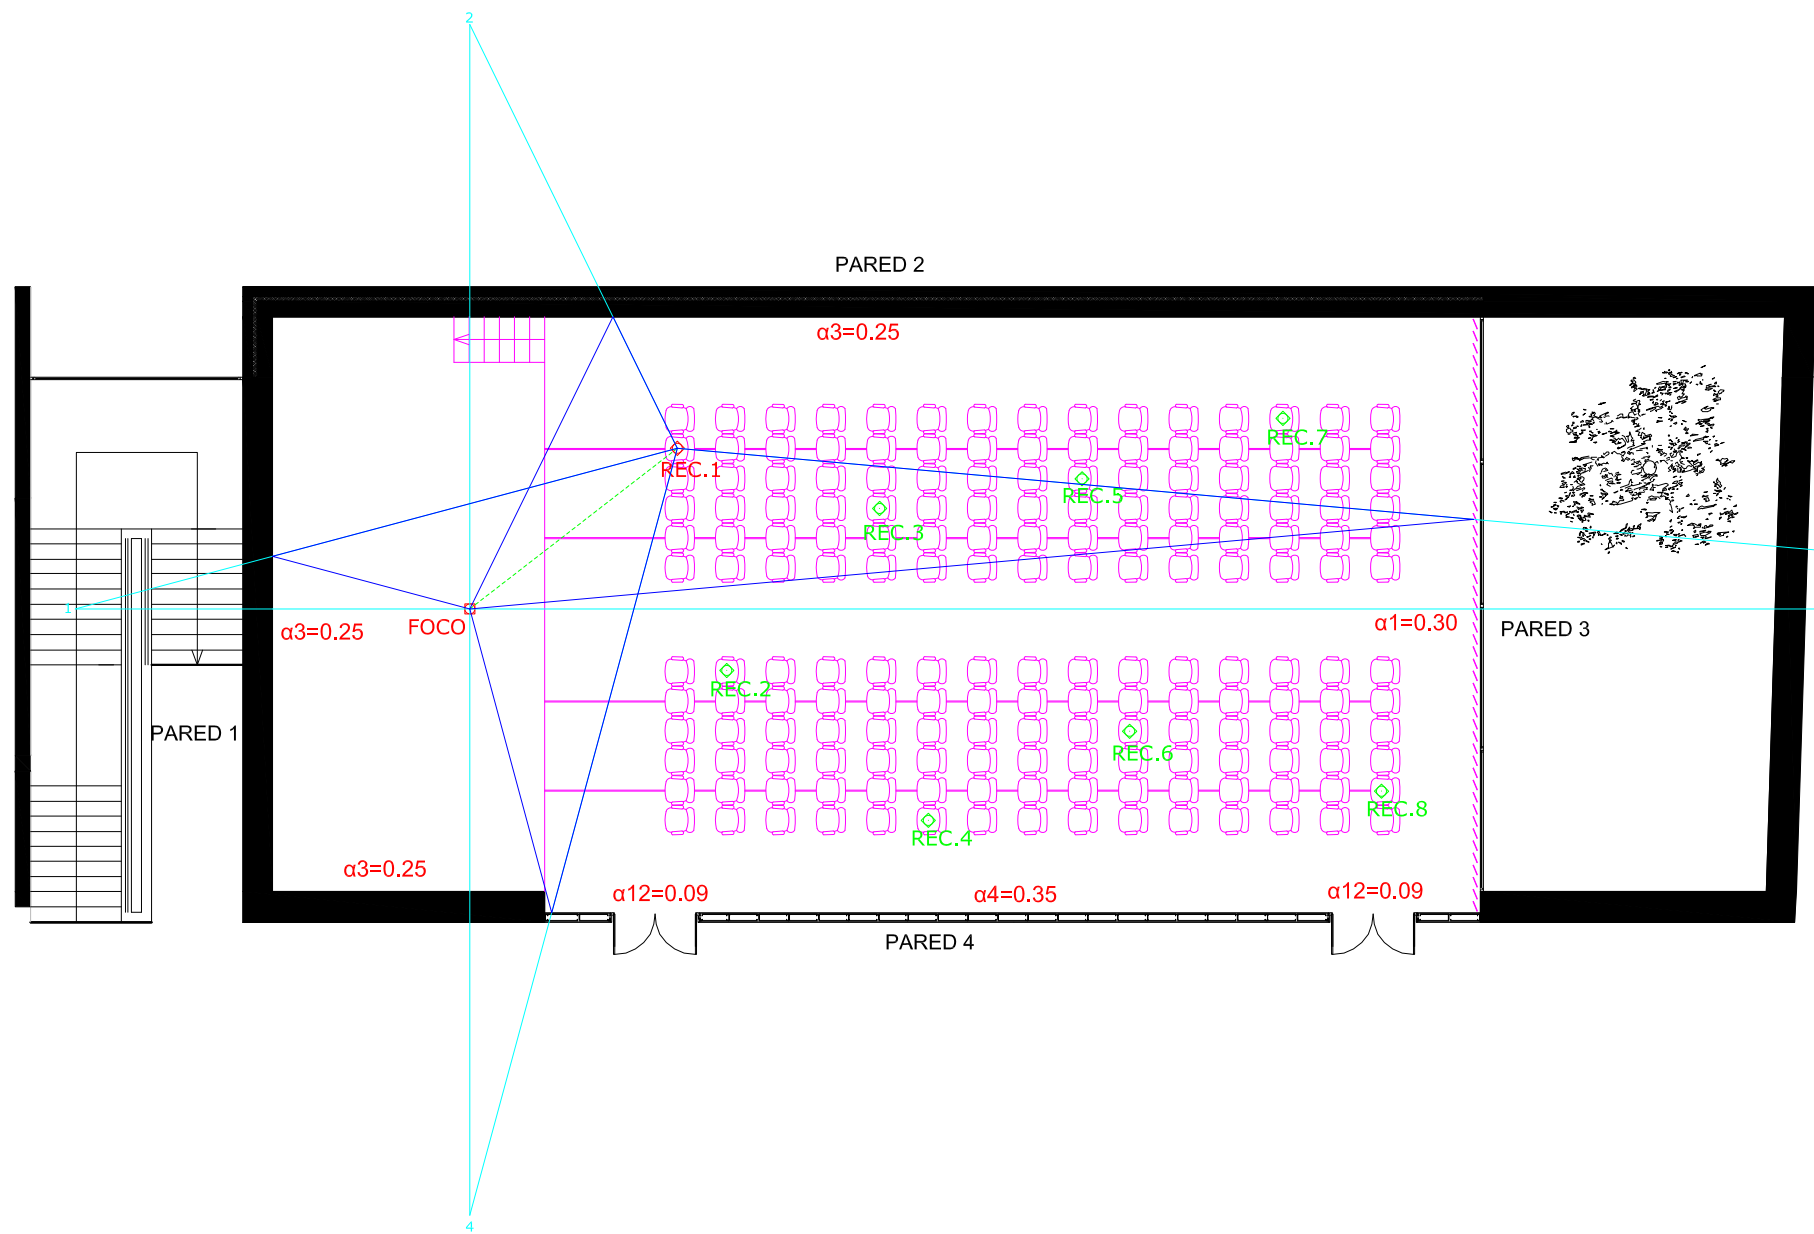 2
PARED 2
α3=0.25
REC.7
REC.1
REC.5
REC.3
1
FOCO
α3=0.25
α1=0.30
PARED 3
REC.2
PARED 1
REC.6
REC.8
REC.4
α3=0.25
α12=0.09
α4=0.35
α12=0.09
PARED 4
4